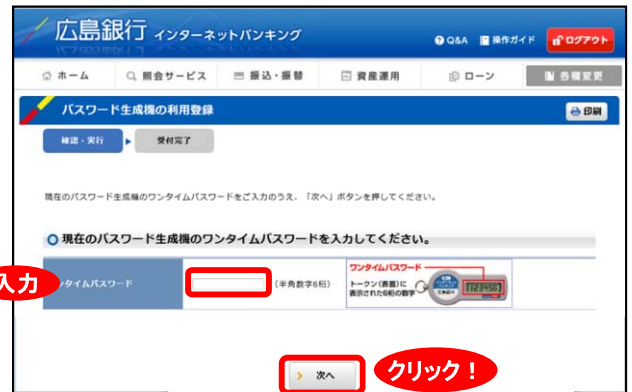 広島銀行 インターネットバンキング
Q&A 操作ガイド ログアウト
ホーム 照会サービス 振込・振替 資産運用 ローン 各種変更
パスワード生成機の利用登録 印刷
確認・実行 受付完了
現在のパスワード生成機のワンタイムパスワードをご入力のうえ、「次へ」ボタンを押してください。
現在のパスワード生成機のワンタイムパスワードを入力してください。
入力
ンタイムパスワード (半角数字6桁)
ワンタイムパスワード
トークン(表面)に
表示された6桁の数字
次へ クリック！